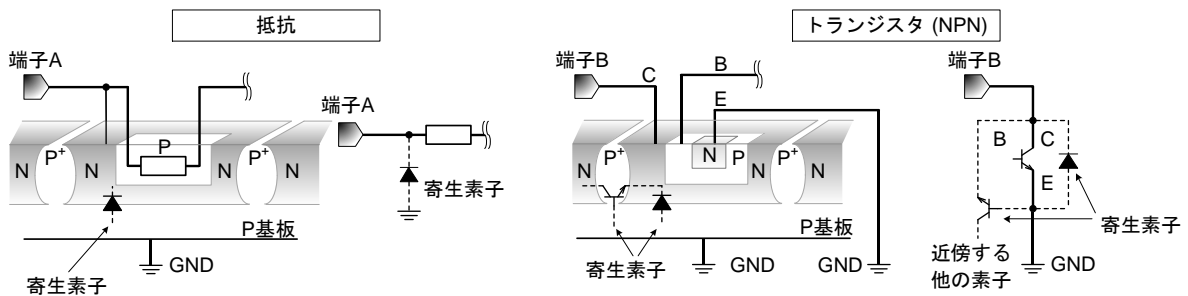 抵抗
端子A
P
N
P+
N
P+
N
P基板
寄生素子
GND
端子A
寄生素子
トランジスタ (NPN)
端子B
C
B
E
N
P+
N
N
P
P+
N
P基板
寄生素子
GND
GND
端子B
B
C
E
寄生素子
近傍する
他の素子
GND